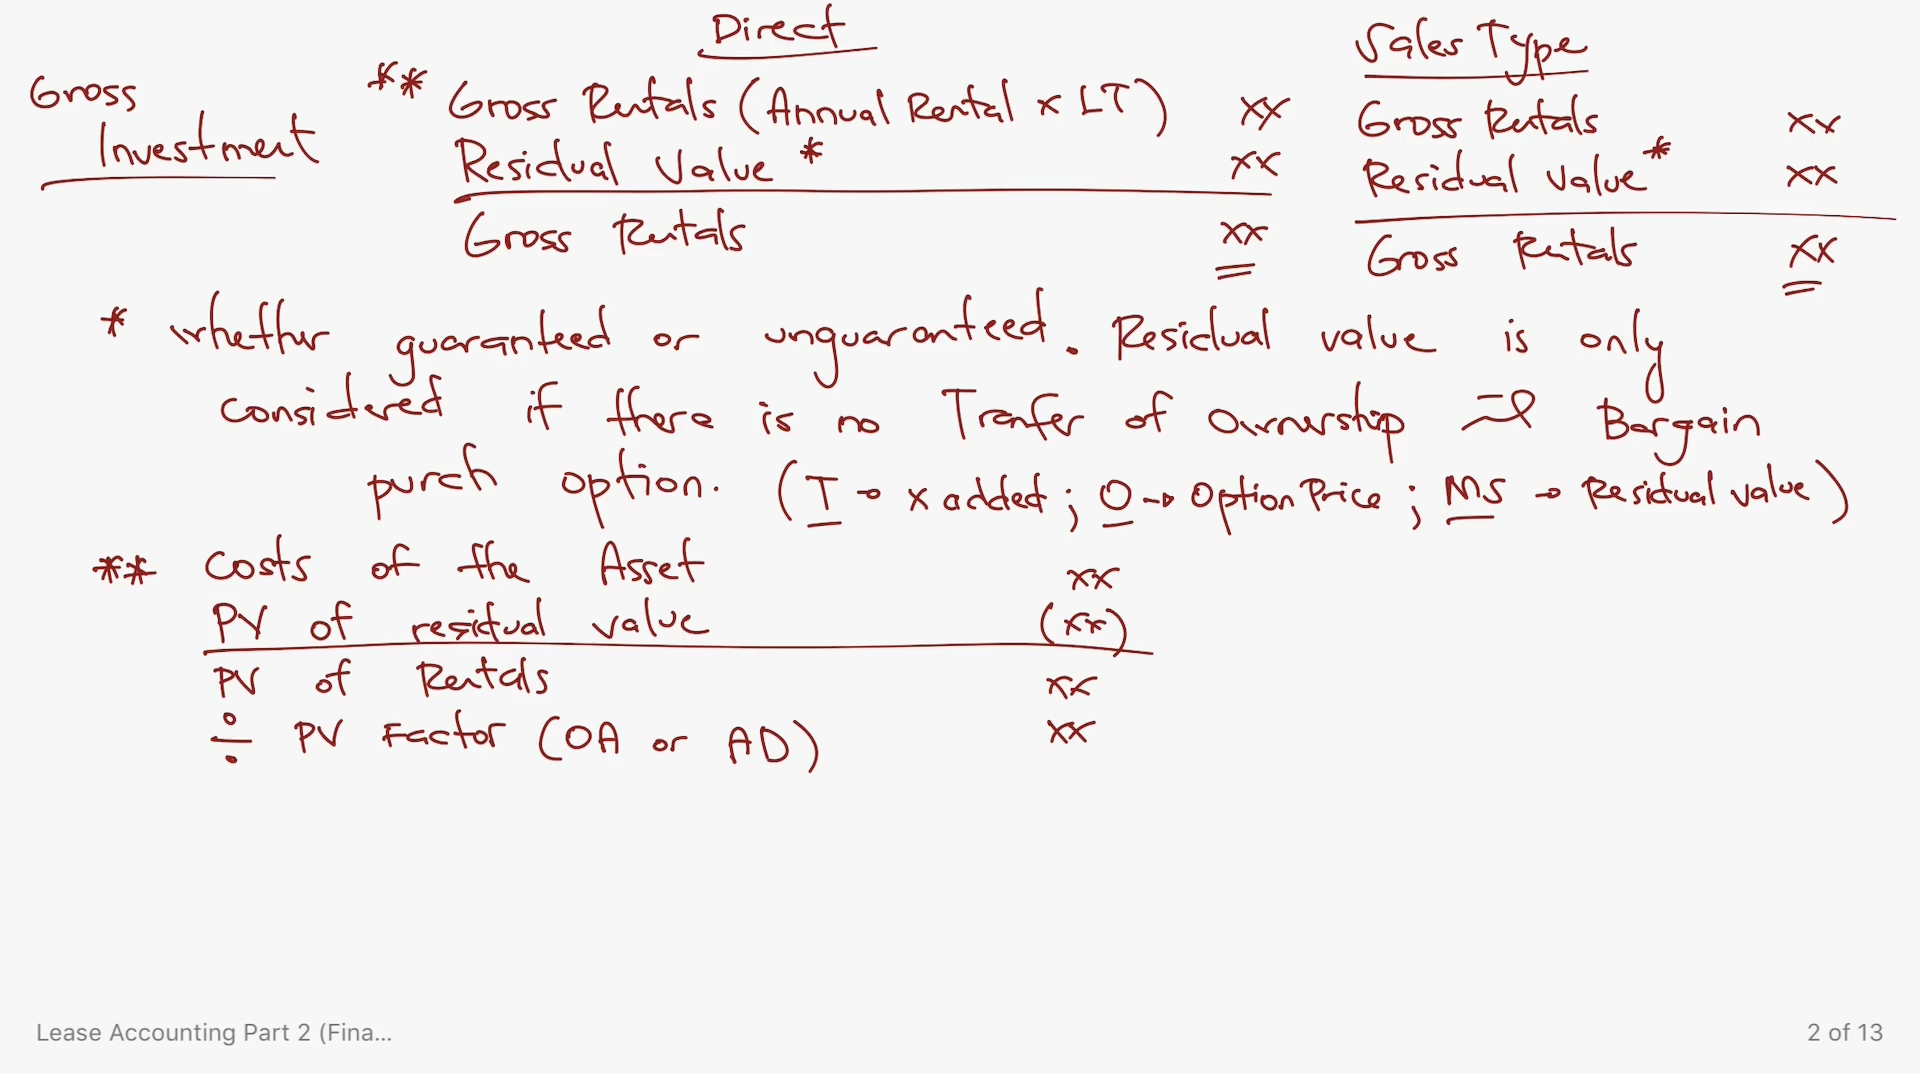 Direct
Sales Type
Gross Investment
** Gross Rentals (Annual Rental x LT) xx
Residual Value * xx
Gross Rentals xx
Gross Rentals xx
Residual Value * xx
Gross Rentals xx
* whether guaranteed or unguaranteed. Residual value is only
considered if there is no Tranfer of Ownership Bargain
purch option. (T → x added; O → Option Price; MS → Residual value)
** Costs of the Asset xx
PV of residual value (xx)
PV of Rentals xx
÷ PV Factor (OA or AD) xx
Lease Accounting Part 2 (Fina...
2 of 13